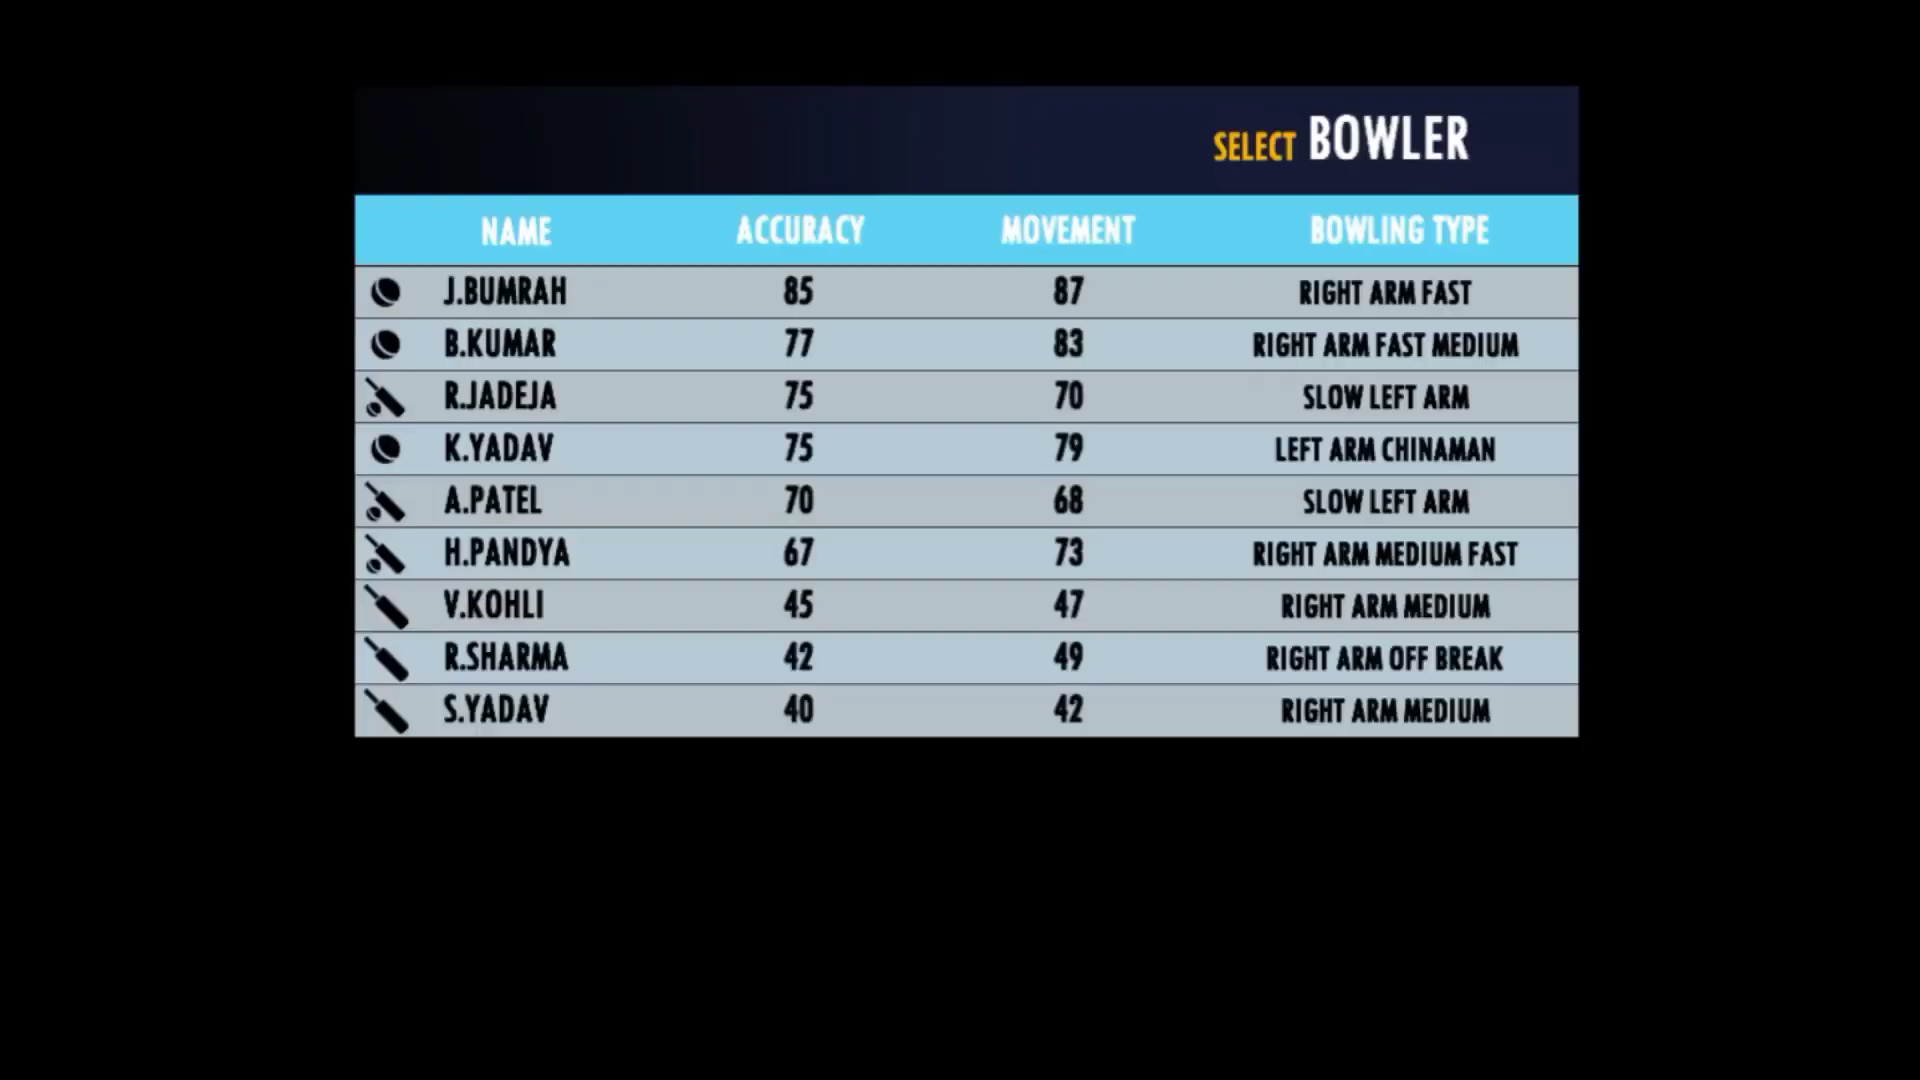 SELECT BOWLER
NAME ACCURACY MOVEMENT BOWLING TYPE
J.BUMRAH 85 87 RIGHT ARM FAST
B.KUMAR 77 83 RIGHT ARM FAST MEDIUM
R.JADEJA 75 70 SLOW LEFT ARM
K.YADAV 75 79 LEFT ARM CHINAMAN
A.PATEL 70 68 SLOW LEFT ARM
H.PANDYA 67 73 RIGHT ARM MEDIUM FAST
V.KOHLI 45 47 RIGHT ARM MEDIUM
R.SHARMA 42 49 RIGHT ARM OFF BREAK
S.YADAV 40 42 RIGHT ARM MEDIUM